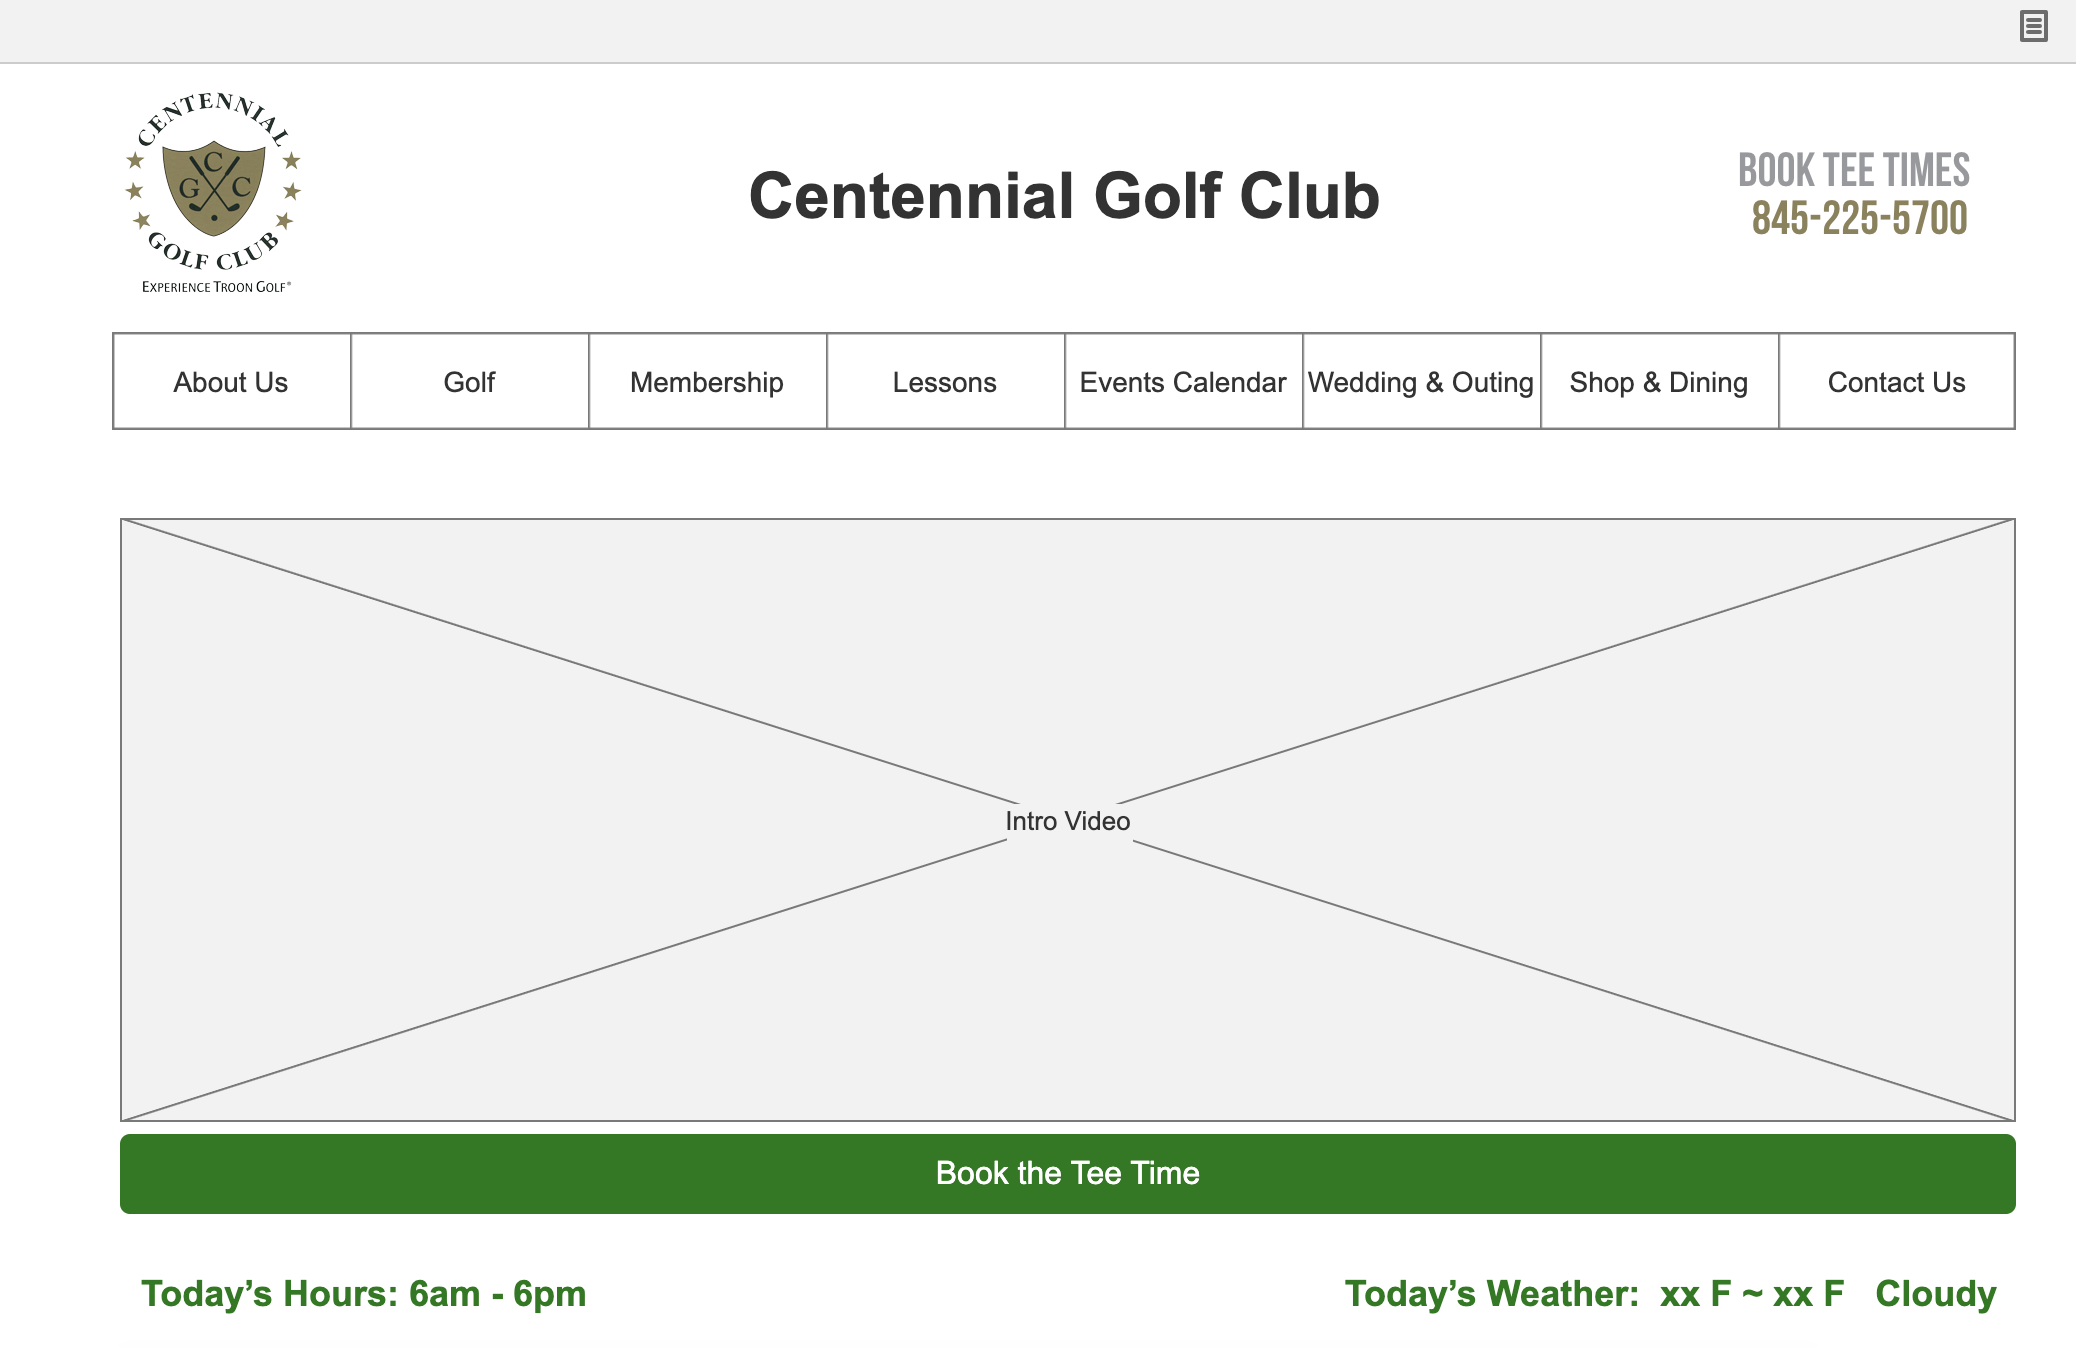 CENTENNIAL
C
G C
GOLF CLUB
EXPERIENCE TROON GOLF®
Centennial Golf Club
BOOK TEE TIMES
845-225-5700
About Us
Golf
Membership
Lessons
Events Calendar
Wedding & Outing
Shop & Dining
Contact Us
Intro Video
Book the Tee Time
Today’s Hours: 6am - 6pm
Today’s Weather: xx F ~ xx F Cloudy